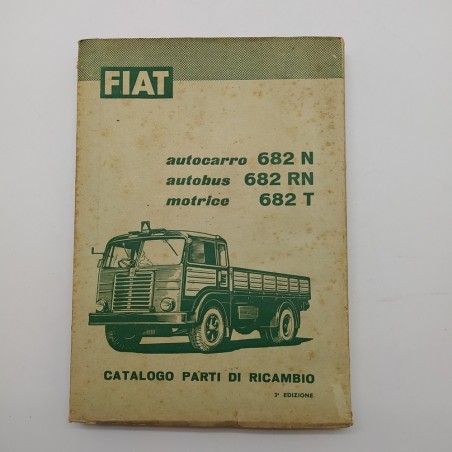 FIAT
autocarro 682 N
autobus 682 RN
motrice 682 T
CATALOGO PARTI DI RICAMBIO
2ª EDIZIONE